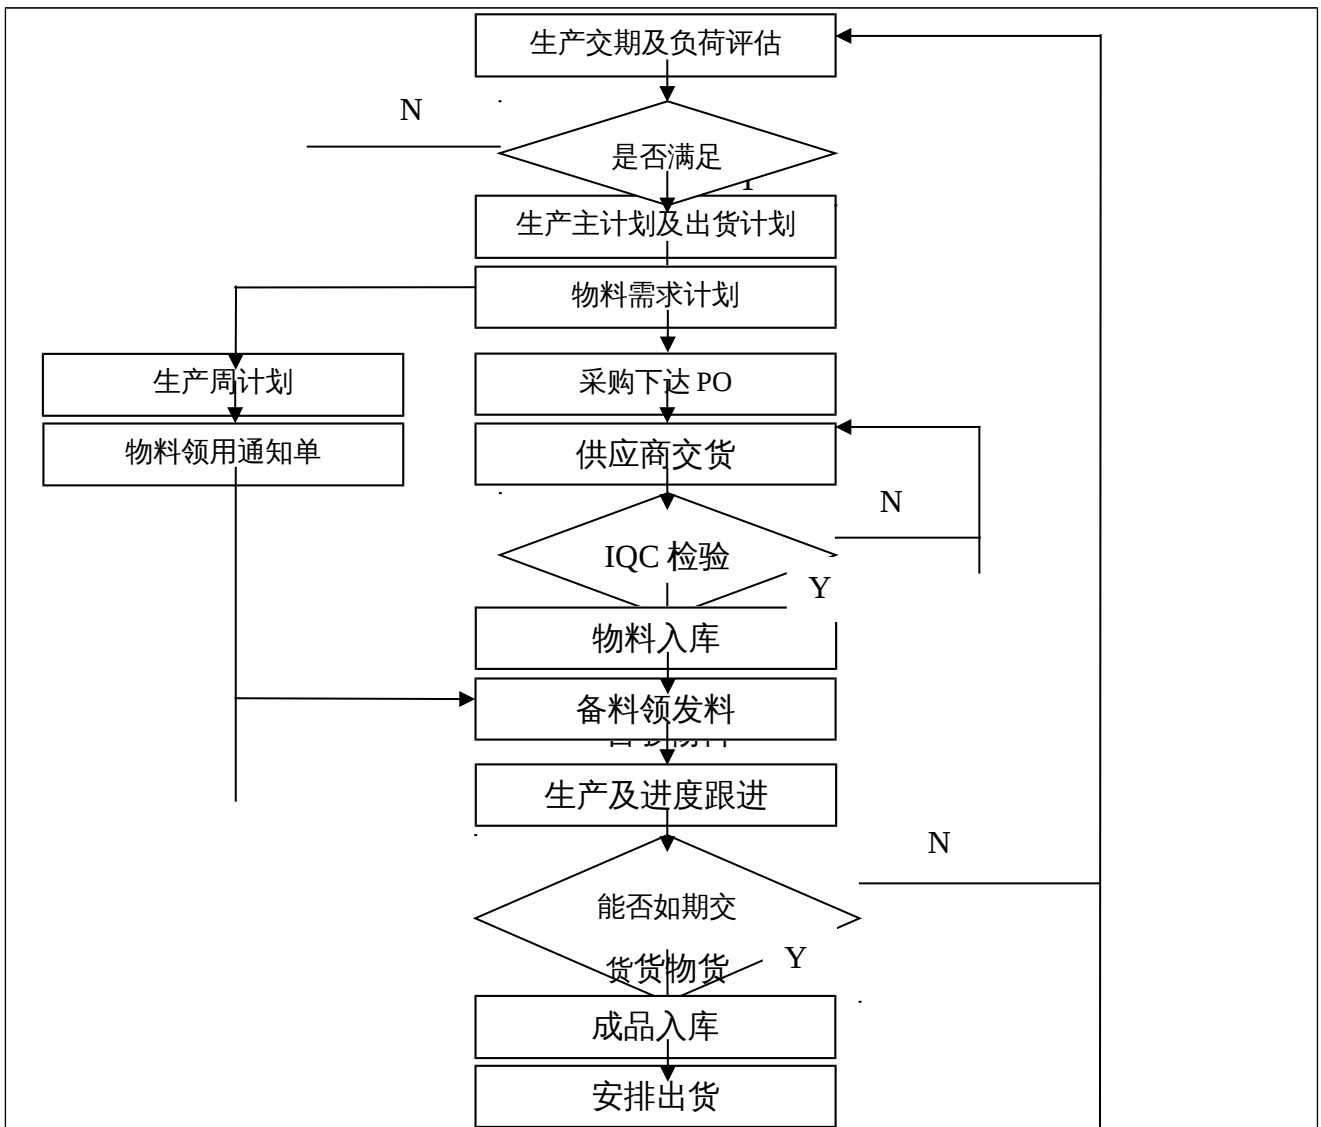 生产交期及负荷评估
N
是否满足
生产主计划及出货计划
物料需求计划
生产周计划
采购下达 PO
物料领用通知单
供应商交货
N
IQC 检验
Y
物料入库
备料领发料
生产及进度跟进
N
能否如期交
货货物货
Y
成品入库
安排出货